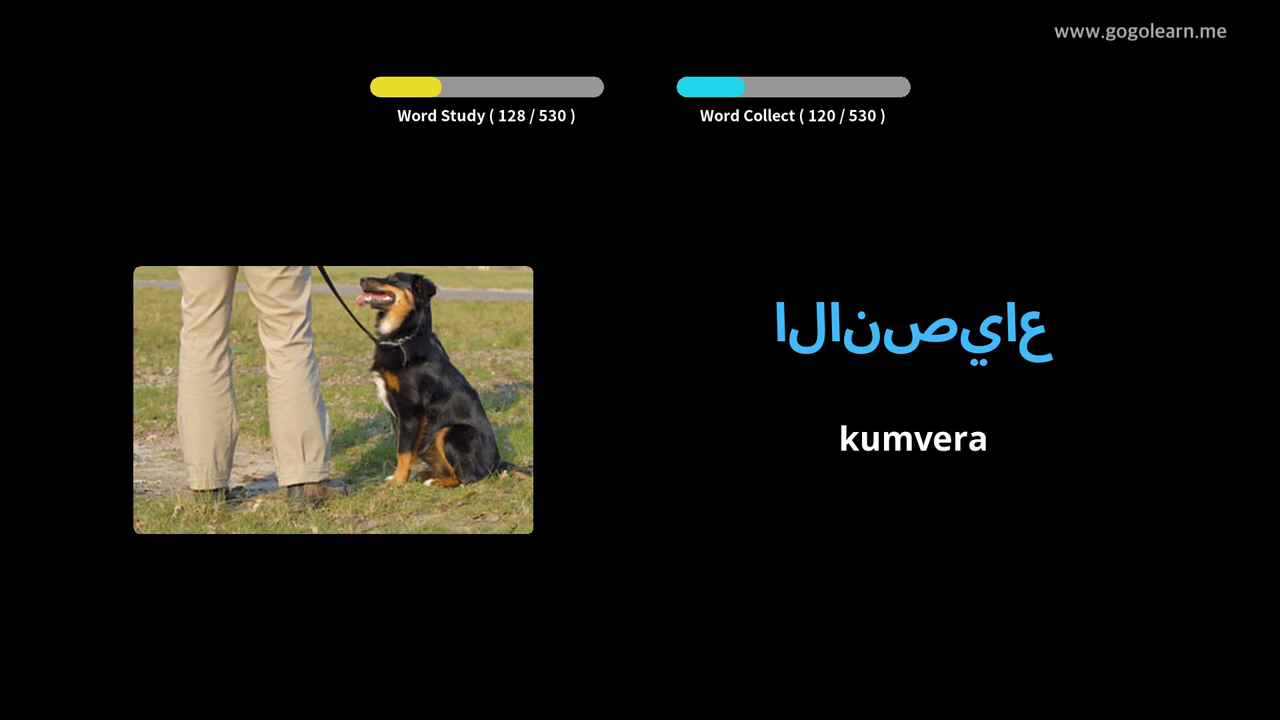 www.gogolearn.me
Word Study ( 128 / 530 )
Word Collect ( 120 / 530 )
الانصياع
kumvera